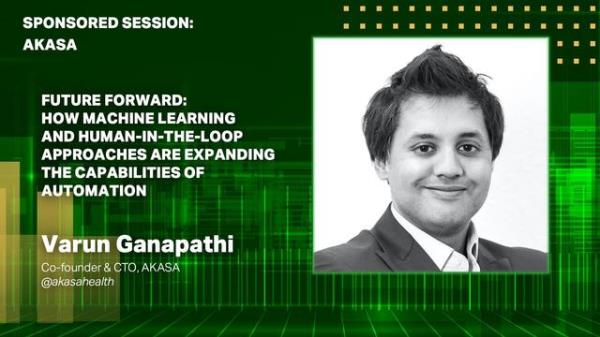 SPONSORED SESSION:
AKASA
FUTURE FORWARD:
HOW MACHINE LEARNING
AND HUMAN-IN-THE-LOOP
APPROACHES ARE EXPANDING
THE CAPABILITIES OF
AUTOMATION
Varun Ganapathi
Co-founder & CTO, AKASA
@akasahealth